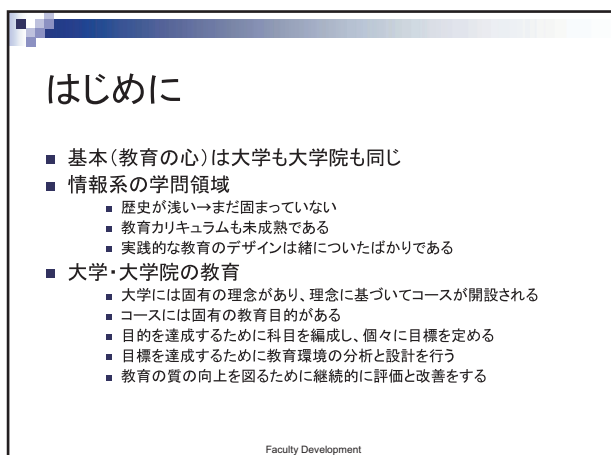 はじめに
基本（教育の心）は大学も大学院も同じ
情報系の学問領域
歴史が浅い→まだ固まっていない
教育カリキュラムも未成熟である
実践的な教育のデザインは緒についたばかりである
大学・大学院の教育
大学には固有の理念があり、理念に基づいてコースが開設される
コースには固有の教育目的がある
目的を達成するために科目を編成し、個々に目標を定める
目標を達成するために教育環境の分析と設計を行う
教育の質の向上を図るために継続的に評価と改善をする
Faculty Development